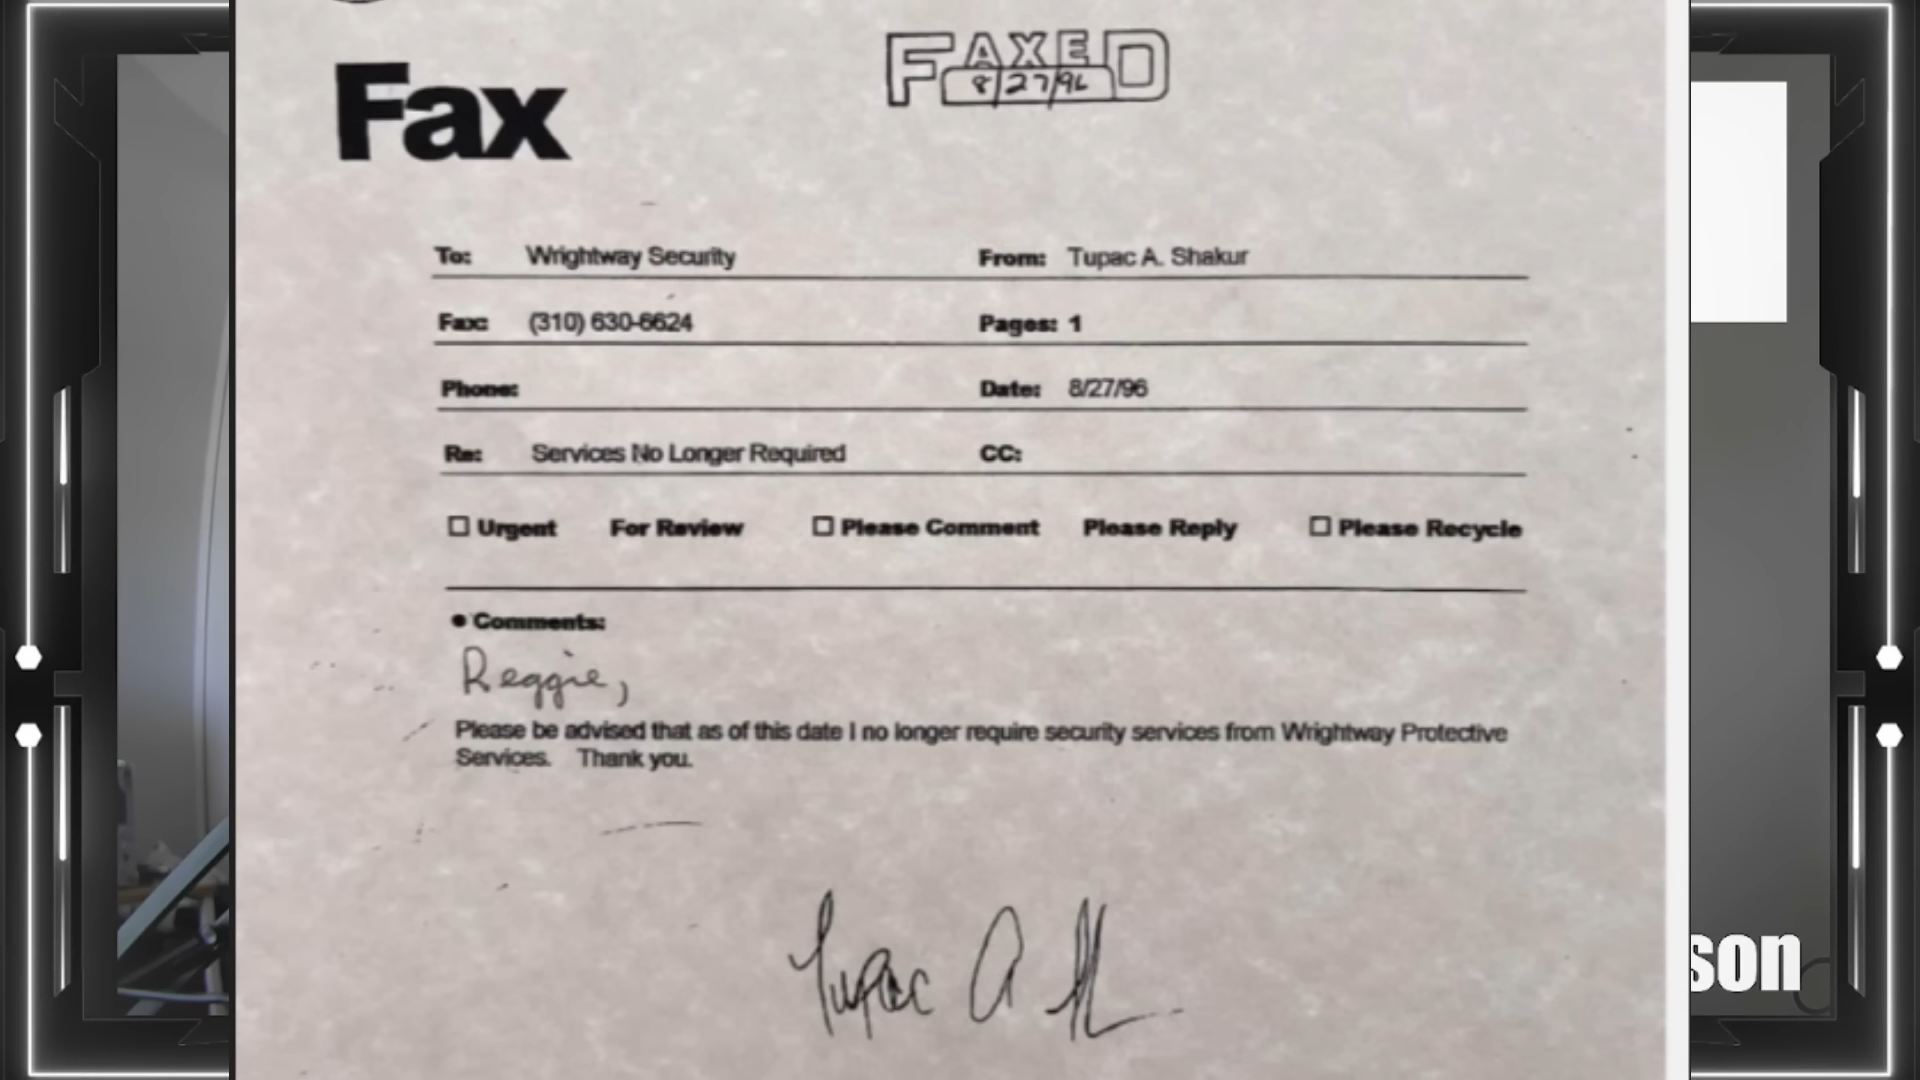 FAXED
8/27/96
Fax
To: Wrightway Security From: Tupac A. Shakur
Fax: (310) 630-6624 Pages: 1
Phone: Date: 8/27/96
Re: Services No Longer Required CC:
☐ Urgent For Review ☐ Please Comment Please Reply ☐ Please Recycle
• Comments:
Reggie,
Please be advised that as of this date I no longer require security services from Wrightway Protective
Services. Thank you.
Tupac A Sh
son